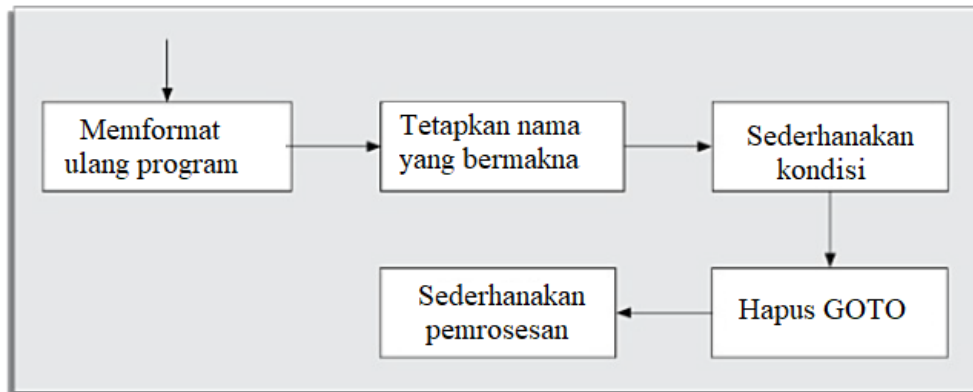 Memformat
ulang program
Tetapkan nama
yang bermakna
Sederhanakan
kondisi
Hapus GOTO
Sederhanakan
pemrosesan